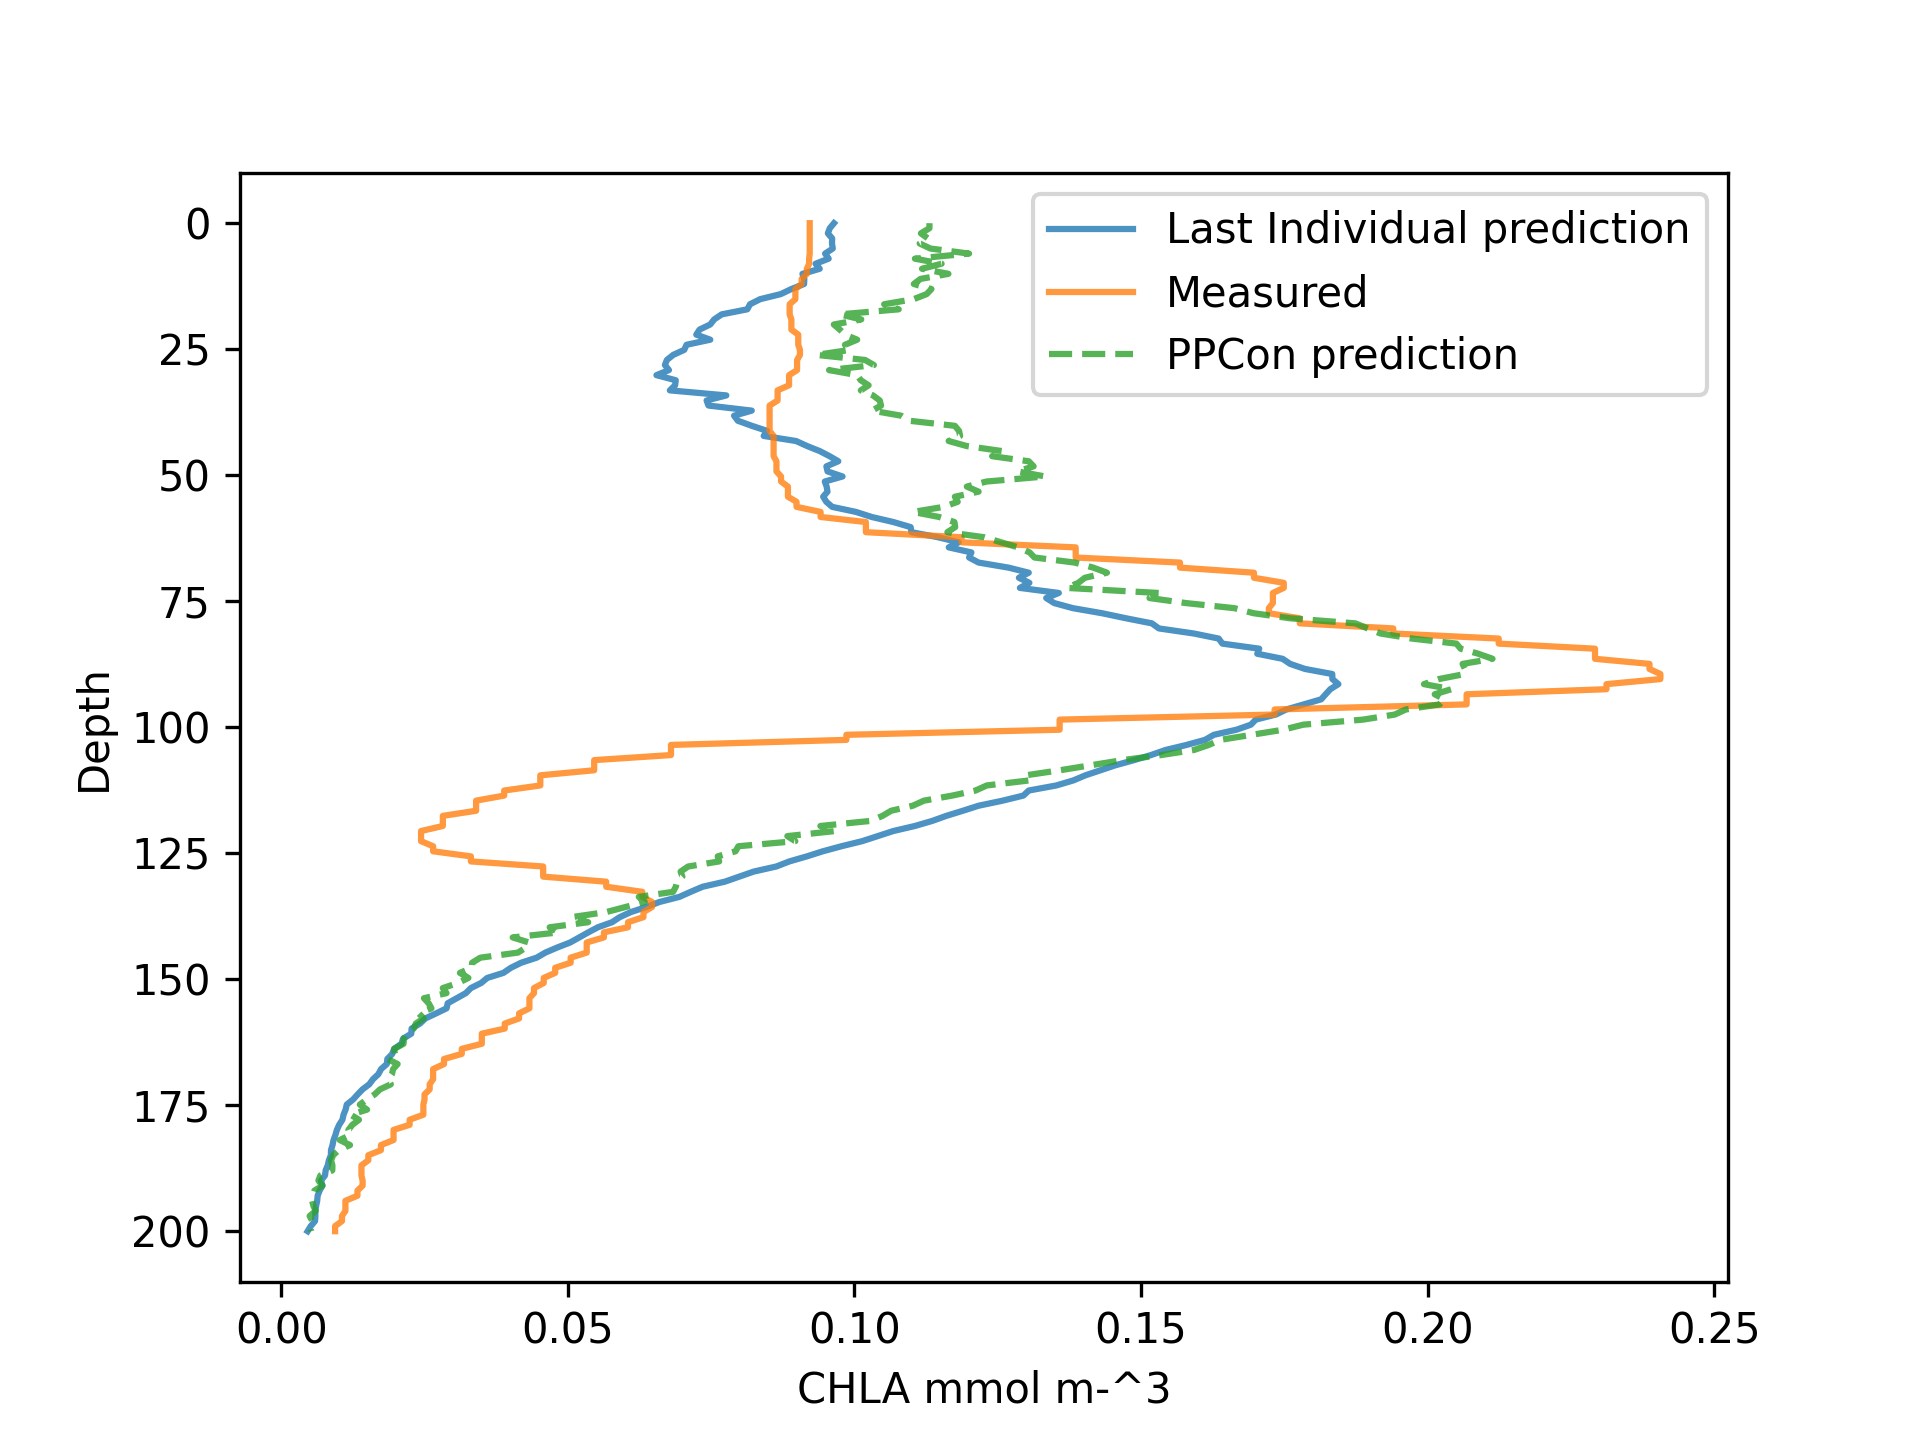 Last Individual prediction
Measured
PPCon prediction
0
25
50
75
100
125
150
175
200
Depth
0.00 0.05 0.10 0.15 0.20 0.25
CHLA mmol m-^3